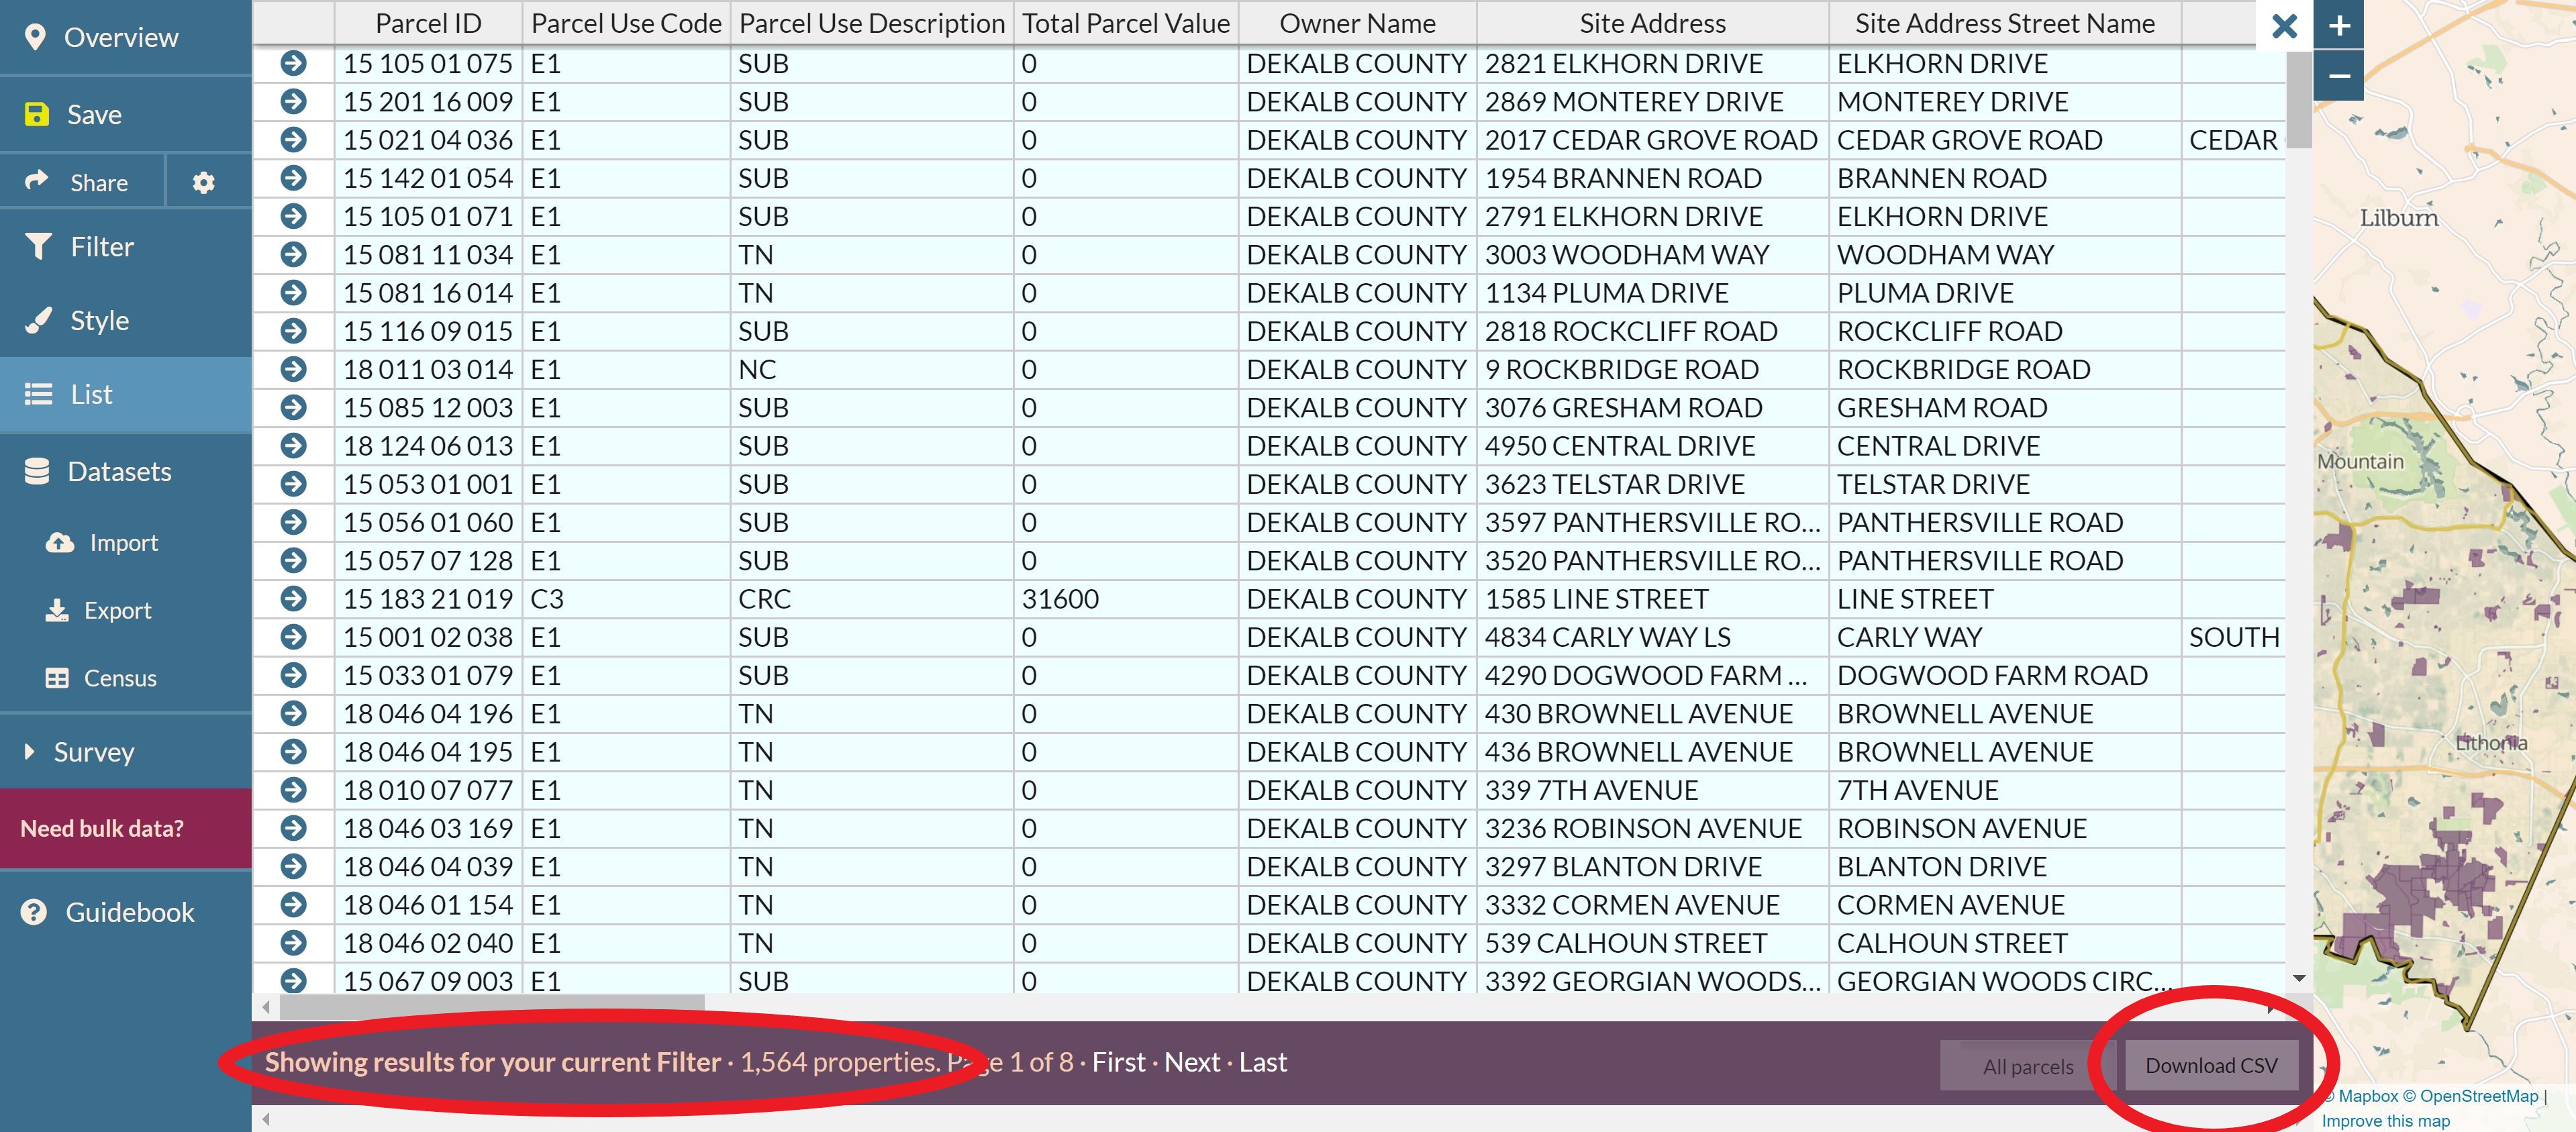 Overview
Save
Share
Filter
Style
List
Datasets
Import
Export
Census
Survey
Need bulk data?
Guidebook
Parcel ID Parcel Use Code Parcel Use Description Total Parcel Value Owner Name Site Address Site Address Street Name
15 105 01 075 E1 SUB 0 DEKALB COUNTY 2821 ELKHORN DRIVE ELKHORN DRIVE
15 201 16 009 E1 SUB 0 DEKALB COUNTY 2869 MONTEREY DRIVE MONTEREY DRIVE
15 021 04 036 E1 SUB 0 DEKALB COUNTY 2017 CEDAR GROVE ROAD CEDAR GROVE ROAD CEDAR
15 142 01 054 E1 SUB 0 DEKALB COUNTY 1954 BRANNEN ROAD BRANNEN ROAD
15 105 01 071 E1 SUB 0 DEKALB COUNTY 2791 ELKHORN DRIVE ELKHORN DRIVE
15 081 11 034 E1 TN 0 DEKALB COUNTY 3003 WOODHAM WAY WOODHAM WAY
15 081 16 014 E1 TN 0 DEKALB COUNTY 1134 PLUMA DRIVE PLUMA DRIVE
15 116 09 015 E1 SUB 0 DEKALB COUNTY 2818 ROCKCLIFF ROAD ROCKCLIFF ROAD
18 011 03 014 E1 NC 0 DEKALB COUNTY 9 ROCKBRIDGE ROAD ROCKBRIDGE ROAD
15 085 12 003 E1 SUB 0 DEKALB COUNTY 3076 GRESHAM ROAD GRESHAM ROAD
18 124 06 013 E1 SUB 0 DEKALB COUNTY 4950 CENTRAL DRIVE CENTRAL DRIVE
15 053 01 001 E1 SUB 0 DEKALB COUNTY 3623 TELSTAR DRIVE TELSTAR DRIVE
15 056 01 060 E1 SUB 0 DEKALB COUNTY 3597 PANTHERSVILLE RO... PANTHERSVILLE ROAD
15 057 07 128 E1 SUB 0 DEKALB COUNTY 3520 PANTHERSVILLE RO... PANTHERSVILLE ROAD
15 183 21 019 C3 CRC 31600 DEKALB COUNTY 1585 LINE STREET LINE STREET
15 001 02 038 E1 SUB 0 DEKALB COUNTY 4834 CARLY WAY LS CARLY WAY SOUTH
15 033 01 079 E1 SUB 0 DEKALB COUNTY 4290 DOGWOOD FARM ... DOGWOOD FARM ROAD
18 046 04 196 E1 TN 0 DEKALB COUNTY 430 BROWNELL AVENUE BROWNELL AVENUE
18 046 04 195 E1 TN 0 DEKALB COUNTY 436 BROWNELL AVENUE BROWNELL AVENUE
18 010 07 077 E1 TN 0 DEKALB COUNTY 339 7TH AVENUE 7TH AVENUE
18 046 03 169 E1 TN 0 DEKALB COUNTY 3236 ROBINSON AVENUE ROBINSON AVENUE
18 046 04 039 E1 TN 0 DEKALB COUNTY 3297 BLANTON DRIVE BLANTON DRIVE
18 046 01 154 E1 TN 0 DEKALB COUNTY 3332 CORMEN AVENUE CORMEN AVENUE
18 046 02 040 E1 TN 0 DEKALB COUNTY 539 CALHOUN STREET CALHOUN STREET
15 067 09 003 E1 SUB 0 DEKALB COUNTY 3392 GEORGIAN WOODS... GEORGIAN WOODS CIRC...
Showing results for your current Filter · 1,564 properties. Page 1 of 8 · First · Next · Last
All parcels
Download CSV
Lilburn
Mountain
Lithonia
© Mapbox © OpenStreetMap |
Improve this map